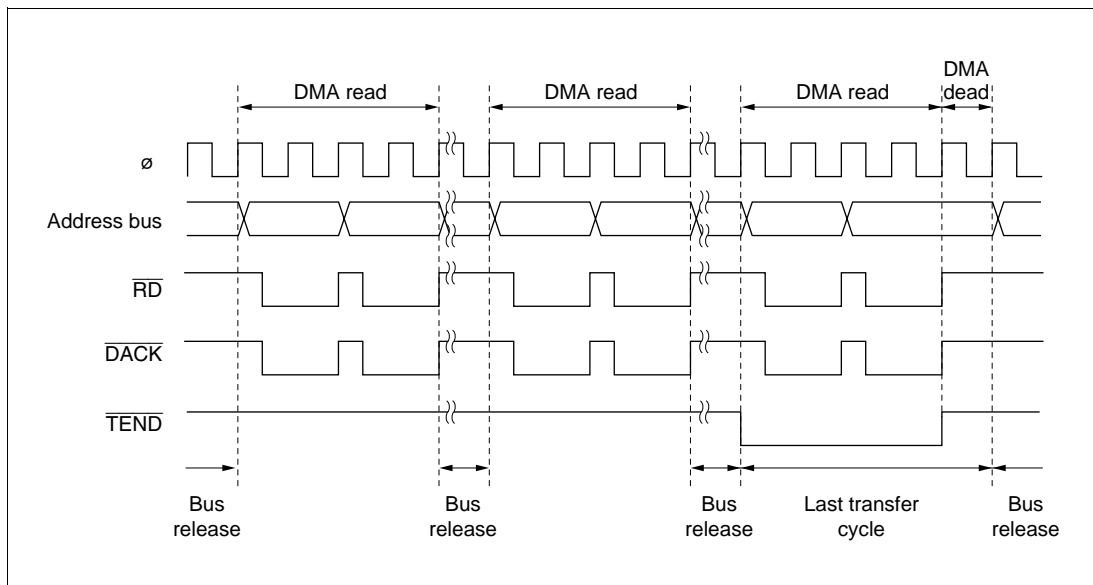 DMA
dead
DMA read
DMA read
DMA read
ø
Address bus
RD
DACK
TEND
Bus
release
Bus
release
Bus
release
Last transfer
cycle
Bus
release